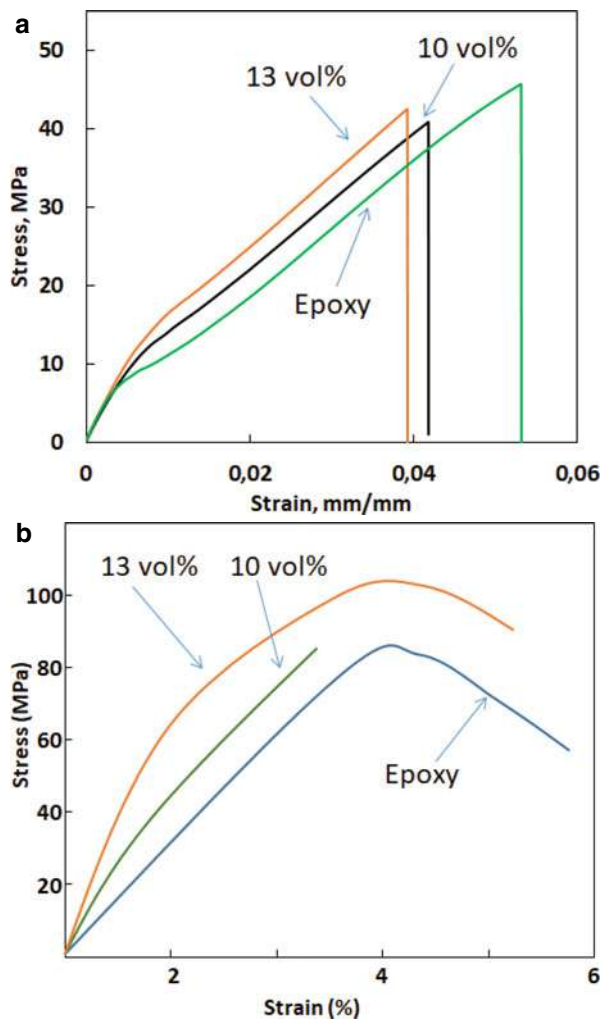 a
50
40
30
20
10
0
Stress, MPa
13 vol%
10 vol%
Epoxy
0
0,02
0,04
0,06
Strain, mm/mm
b
100
80
60
40
20
Stress (MPa)
13 vol%
10 vol%
Epoxy
2
4
6
Strain (%)